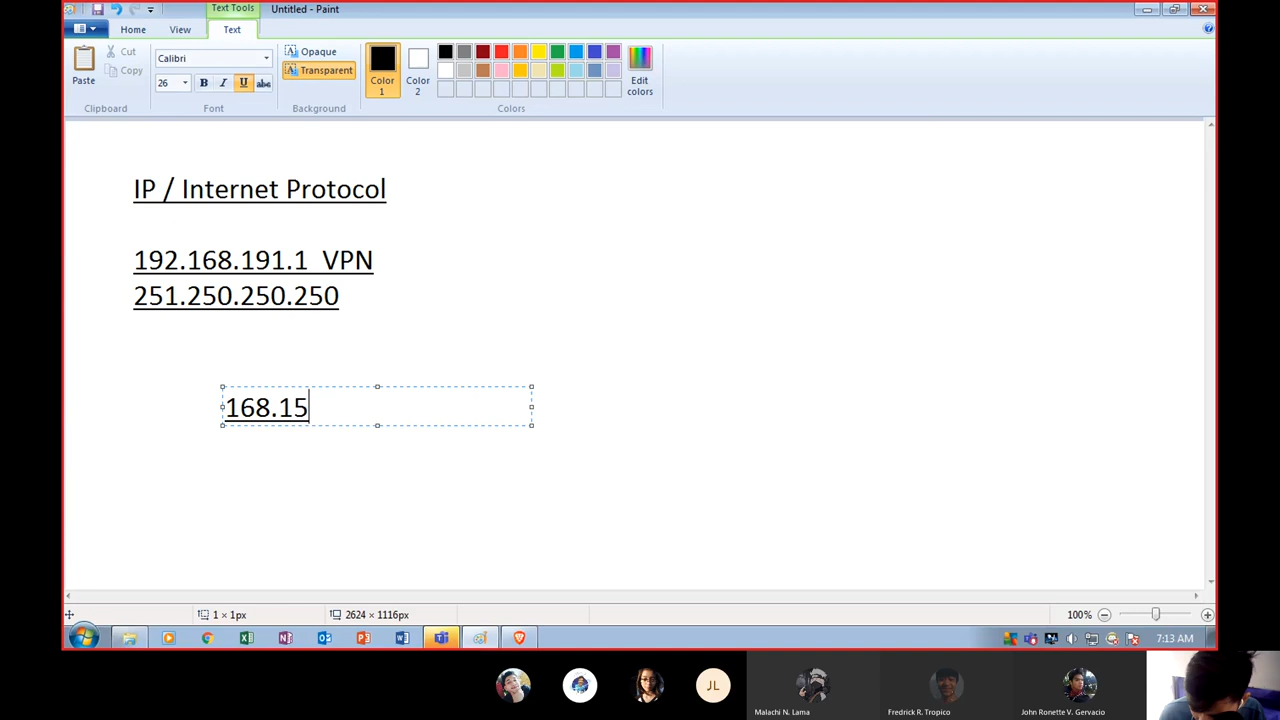 Text Tools
Untitled - Paint
Home
View
Text
Paste
Cut
Copy
Clipboard
Calibri
26
B
I
U
abc
Font
Opaque
Transparent
Background
Color
1
Color
2
Edit
colors
Colors
IP / Internet Protocol
192.168.191.1 VPN
251.250.250.250
168.15
1 × 1px
2624 × 1116px
100%
7:13 AM
JL
Malachi N. Lama
Fredrick R. Tropico
John Ronette V. Gervacio